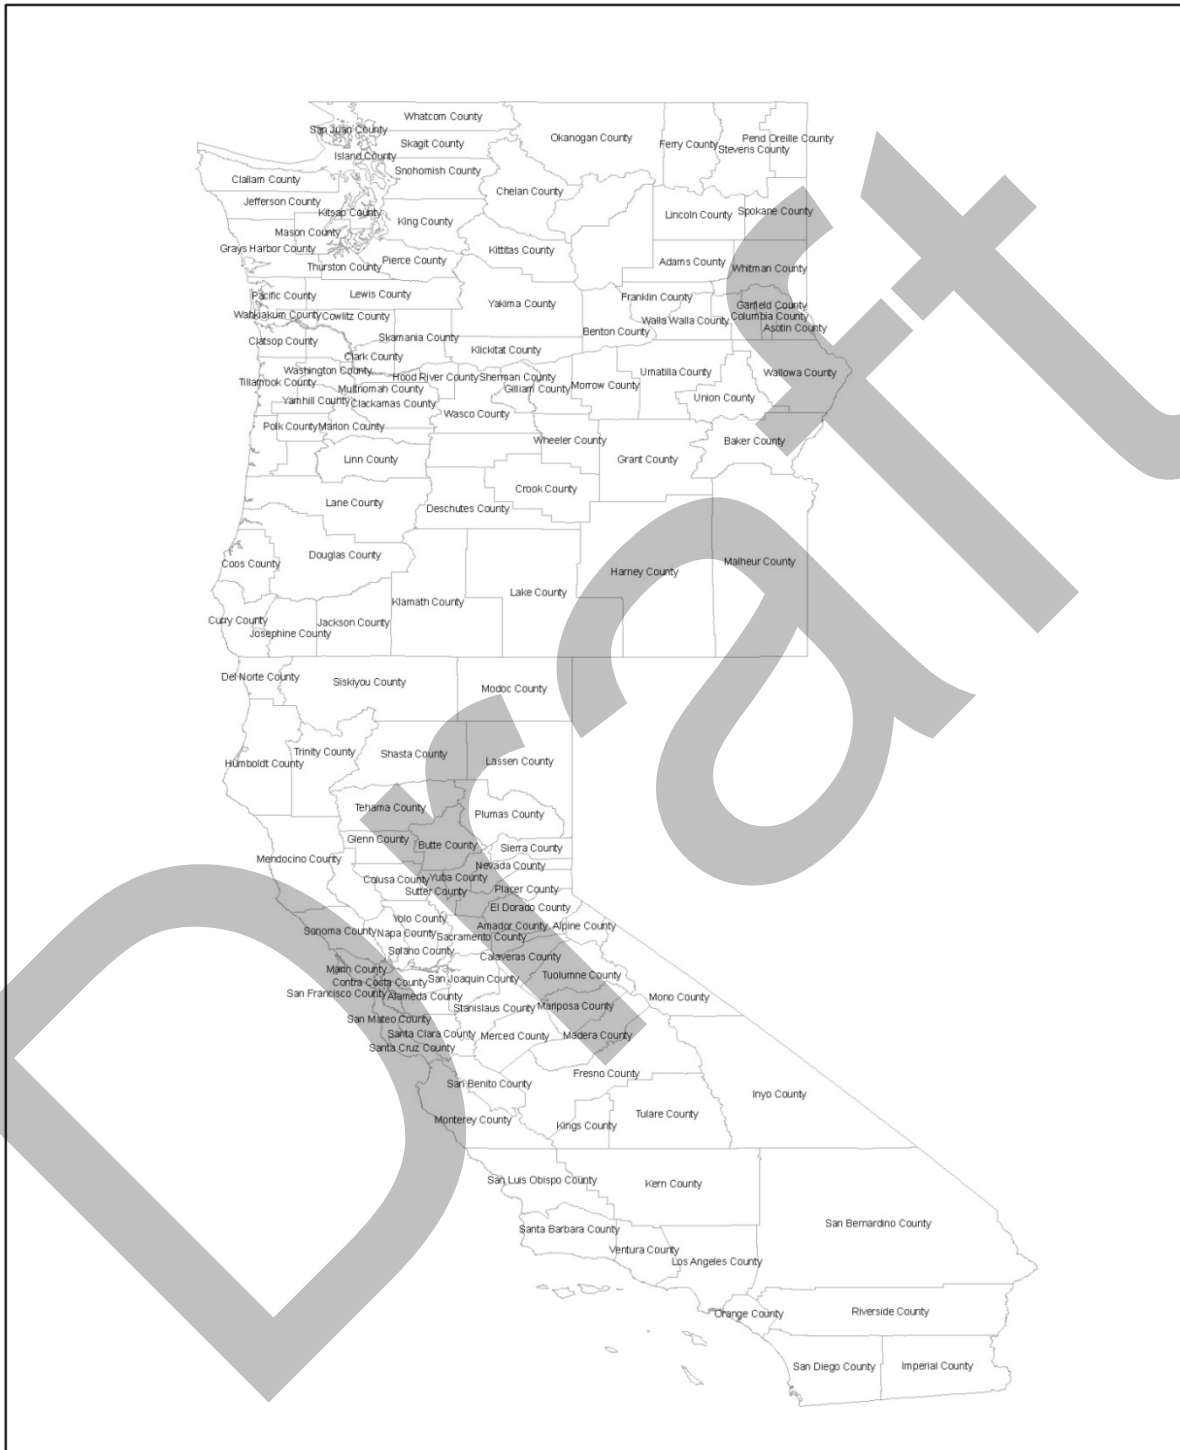 Whatcom County
Okanogan County
Pend Oreille County
San Juan County
Skagit County
Ferry County
Stevens County
Island County
Snohomish County
Clallam County
Chelan County
Jefferson County
Kitsap County
King County
Lincoln County
Spokane County
Mason County
Grays Harbor County
Kittitas County
Thurston County
Pierce County
Adams County
Whitman County
Pacific County
Lewis County
Yakima County
Franklin County
Garfield County
Wahkiakum County
Cowlitz County
Walla Walla County
Columbia County
Benton County
Asotin County
Clatsop County
Skamania County
Clark County
Klickitat County
Washington County
Hood River County
Sherman County
Umatilla County
Wallowa County
Tillamook County
Multnomah County
Gilliam County
Morrow County
Yamhill County
Clackamas County
Wasco County
Union County
Polk County
Marion County
Wheeler County
Baker County
Linn County
Grant County
Crook County
Lane County
Deschutes County
Douglas County
Coos County
Harney County
Malheur County
Klamath County
Lake County
Curry County
Josephine County
Jackson County
Del Norte County
Siskiyou County
Modoc County
Trinity County
Shasta County
Humboldt County
Lassen County
Tehama County
Plumas County
Glenn County
Butte County
Sierra County
Mendocino County
Nevada County
Colusa County
Yuba County
Sutter County
Placer County
El Dorado County
Yolo County
Sonoma County
Napa County
Amador County
Alpine County
Sacramento County
Solano County
Calaveras County
Marin County
Contra Costa County
San Joaquin County
Tuolumne County
San Francisco County
Alameda County
Mono County
Stanislaus County
Mariposa County
San Mateo County
Santa Clara County
Merced County
Madera County
Santa Cruz County
Fresno County
San Benito County
Inyo County
Monterey County
Kings County
Tulare County
San Luis Obispo County
Kern County
Santa Barbara County
San Bernardino County
Ventura County
Los Angeles County
Orange County
Riverside County
San Diego County
Imperial County
Draft